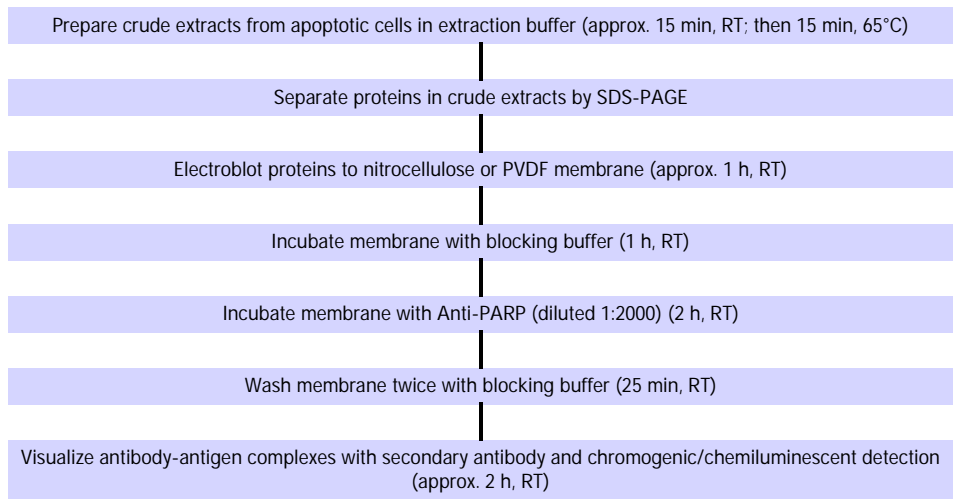 Prepare crude extracts from apoptotic cells in extraction buffer (approx. 15 min, RT; then 15 min, 65°C)
Separate proteins in crude extracts by SDS-PAGE
Electroblot proteins to nitrocellulose or PVDF membrane (approx. 1 h, RT)
Incubate membrane with blocking buffer (1 h, RT)
Incubate membrane with Anti-PARP (diluted 1:2000) (2 h, RT)
Wash membrane twice with blocking buffer (25 min, RT)
Visualize antibody-antigen complexes with secondary antibody and chromogenic/chemiluminescent detection
(approx. 2 h, RT)